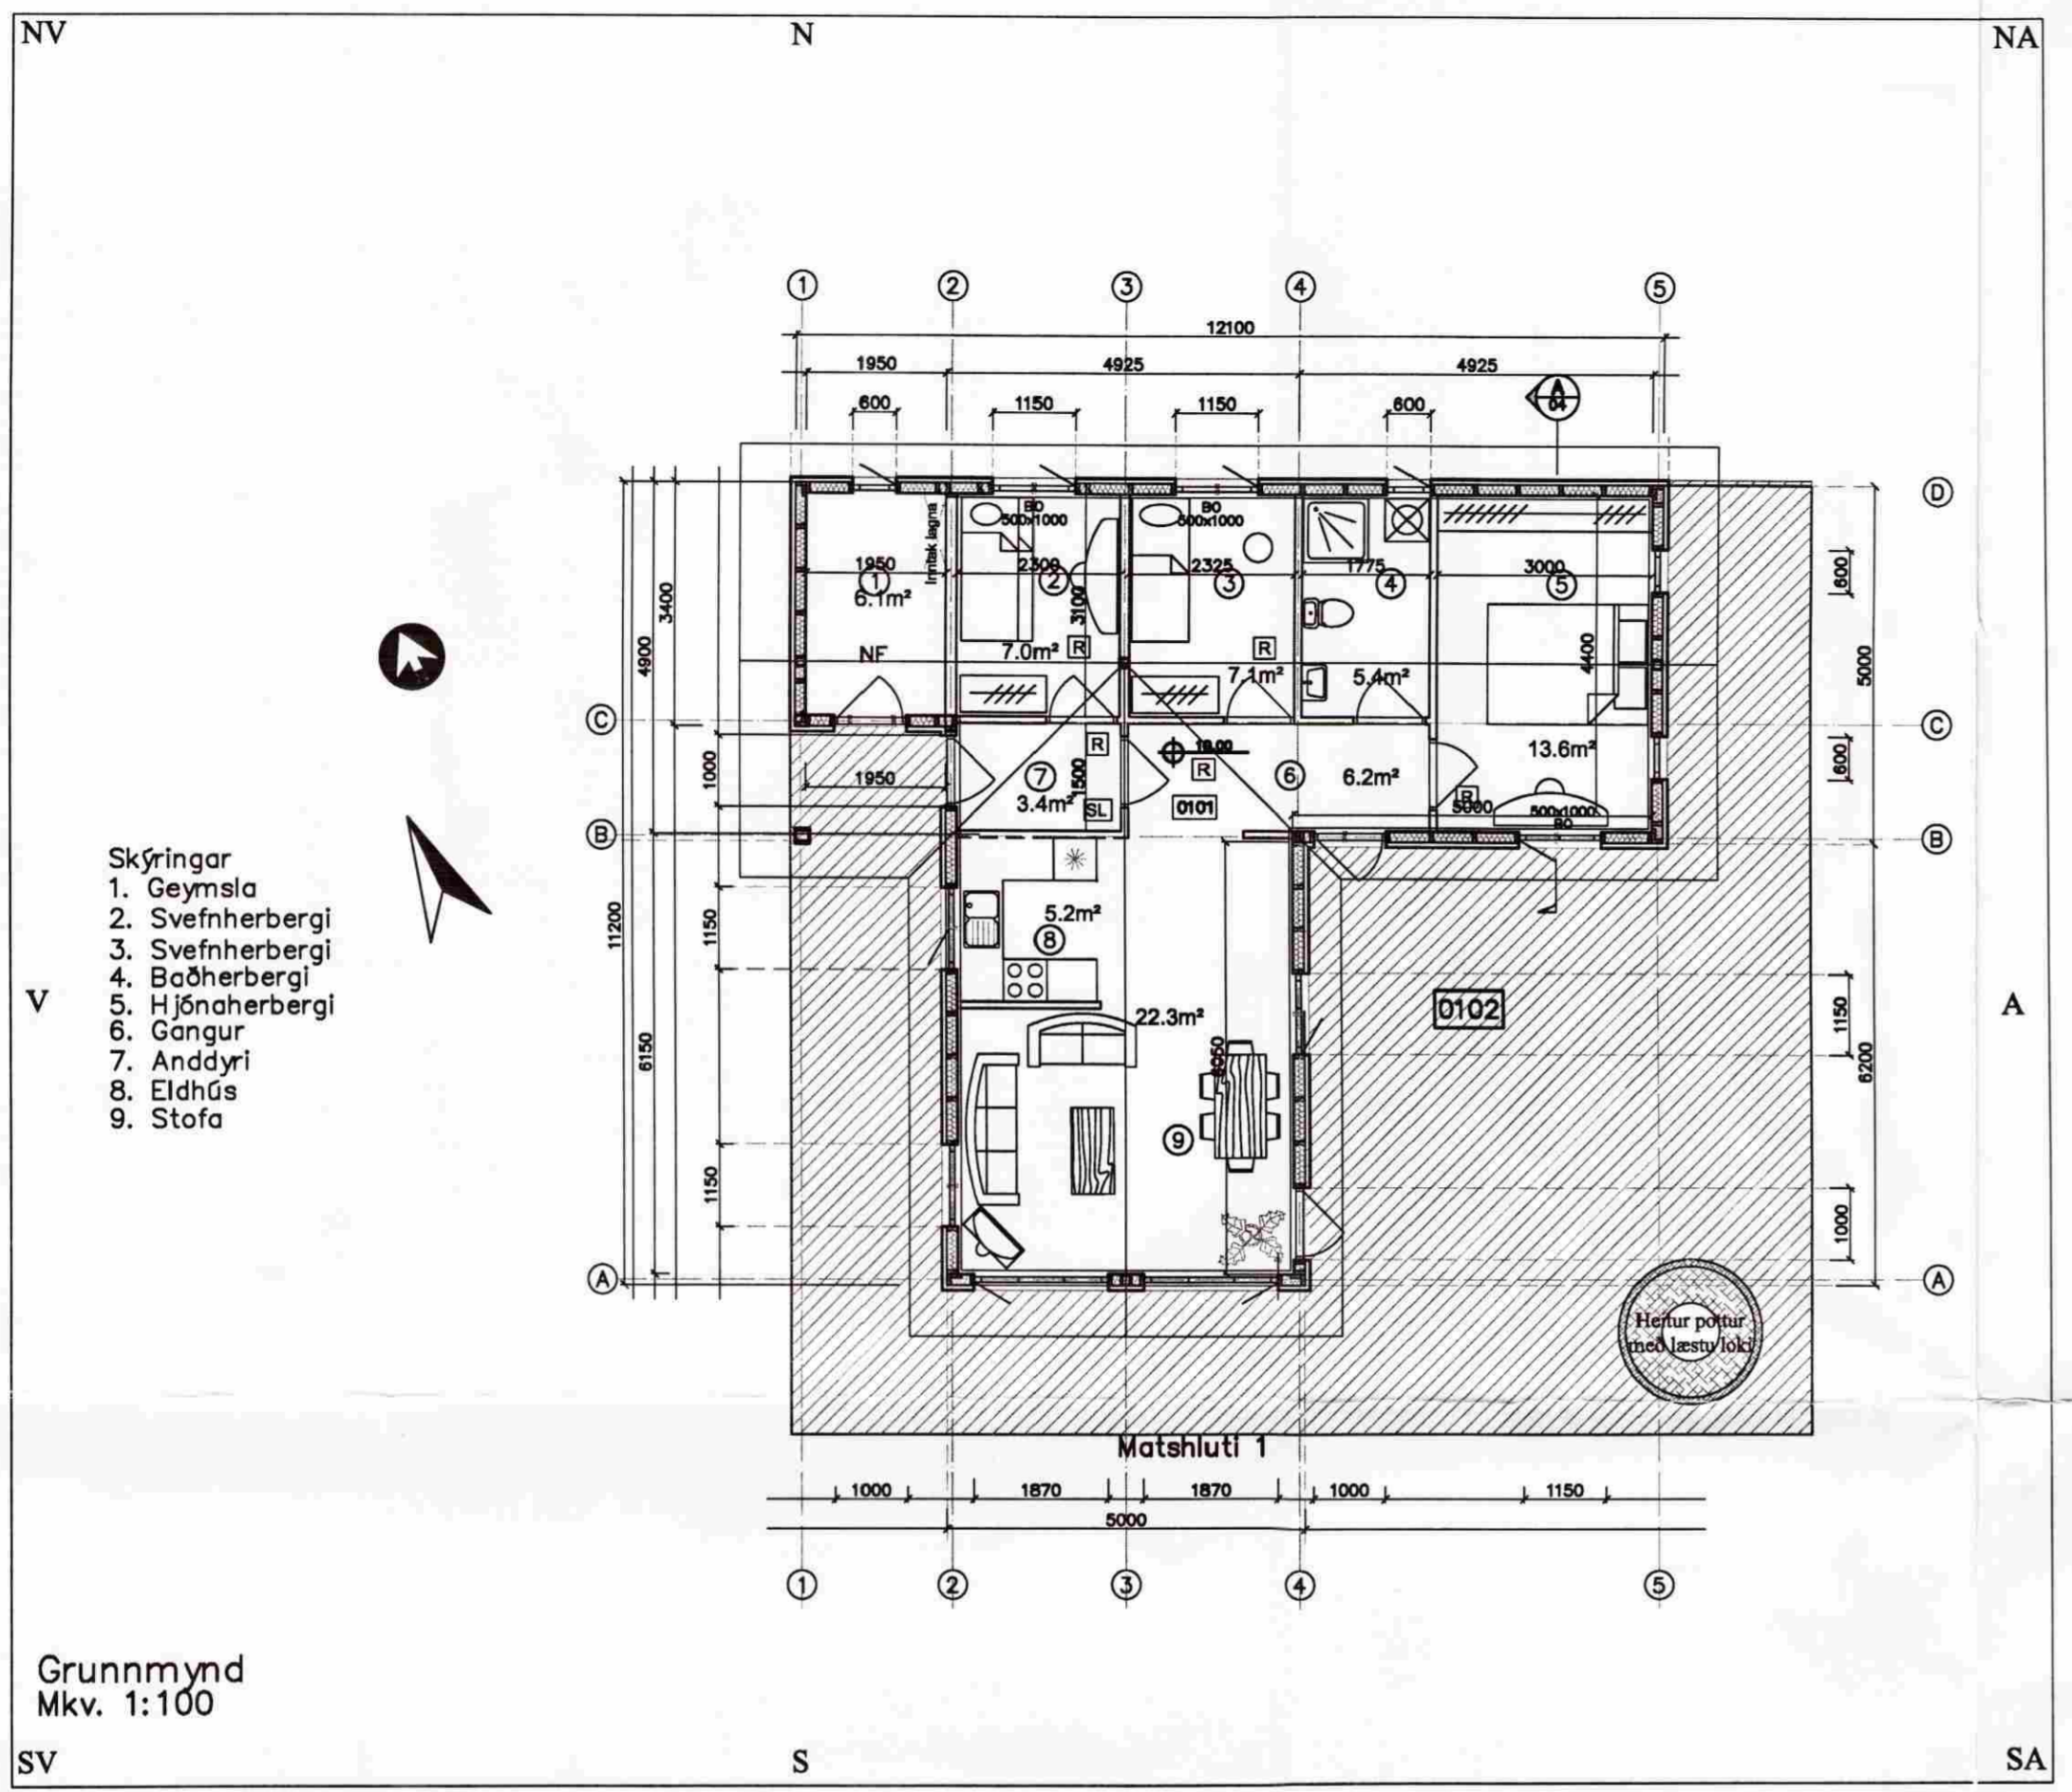 NV N NA
1 2 3 4 5
12100
1950 4925 4925
600 1150 1150 600
A
04
D
BO
500x1000
BO
500x1000
Inntak lagna
1950 2300 2325 1775 3000
1 2 3 4 5
6.1m²
3100
3400
4900
4400
5000
600
NF
7.0m² R
R
7.1m²
5.4m²
C C
R
10.00
13.6m²
600
1000
1950
7
1500
R
6
6.2m²
3.4m²
SL
0101
R
5000
500x1000
BO
B B
Skýringar
1. Geymsla
2. Svefnherbergi
3. Svefnherbergi
4. Baðherbergi
5. Hjónaherbergi
6. Gangur
7. Anddyri
8. Eldhús
9. Stofa
V A
11200
1150
5.2m²
8
0102
22.3m²
6150
6050
1150
6200
9
1150
1000
A A
Heitur pottur
með læstu loki
Matshluti 1
1000 1870 1870 1000 1150
5000
1 2 3 4 5
Grunnmynd
Mkv. 1:100
SV S SA